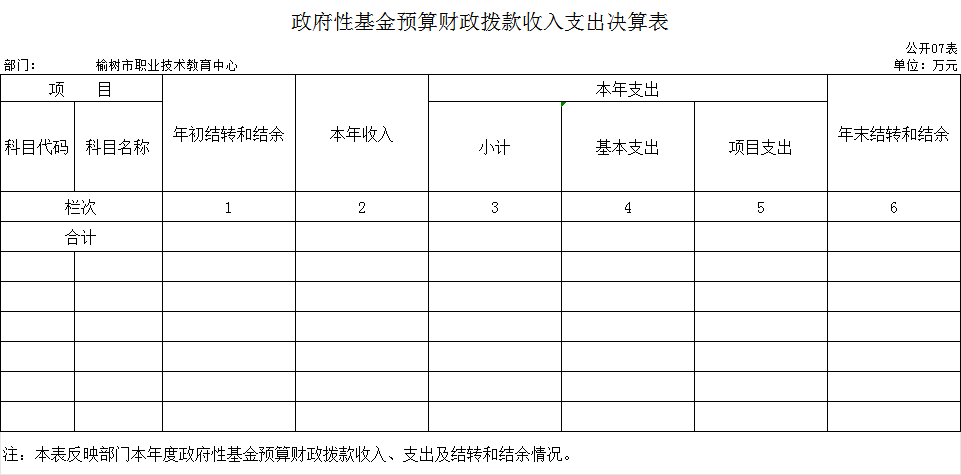 政府性基金预算财政拨款收入支出决算表
公开07表
部门： 榆树市职业技术教育中心 单位：万元
项 目 年初结转和结余 本年收入 本年支出 年末结转和结余
科目代码 科目名称 小计 基本支出 项目支出
栏次 1 2 3 4 5 6
合计
注：本表反映部门本年度政府性基金预算财政拨款收入、支出及结转和结余情况。